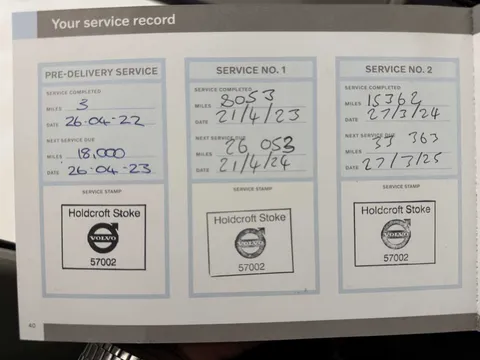 Your service record
PRE-DELIVERY SERVICE
SERVICE COMPLETED
MILES 3
DATE 26-04-22
NEXT SERVICE DUE
MILES 18,000
DATE 26-04-23
SERVICE STAMP
Holdcroft Stoke
VOLVO
57002
SERVICE NO. 1
SERVICE COMPLETED
MILES 8053
DATE 21/4/23
NEXT SERVICE DUE
MILES 26 053
DATE 21/4/24
SERVICE STAMP
Holdcroft Stoke
VOLVO
57002
SERVICE NO. 2
SERVICE COMPLETED
MILES 15362
DATE 27/3/24
NEXT SERVICE DUE
MILES 33 363
DATE 27/3/25
SERVICE STAMP
Holdcroft Stoke
VOLVO
57002
40